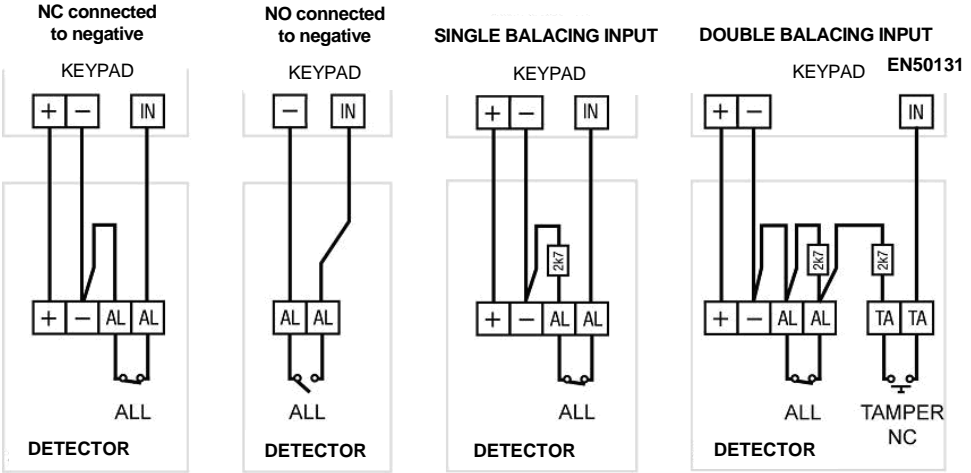 NC connected
to negative
KEYPAD
+ − IN
+ − AL AL
ALL
DETECTOR
NO connected
to negative
KEYPAD
− IN
AL AL
ALL
DETECTOR
SINGLE BALACING INPUT
KEYPAD
+ − IN
2k7
+ − AL AL
ALL
DETECTOR
DOUBLE BALACING INPUT
EN50131
KEYPAD
+ − IN
2k7 2k7
+ − AL AL TA TA
ALL TAMPER
NC
DETECTOR